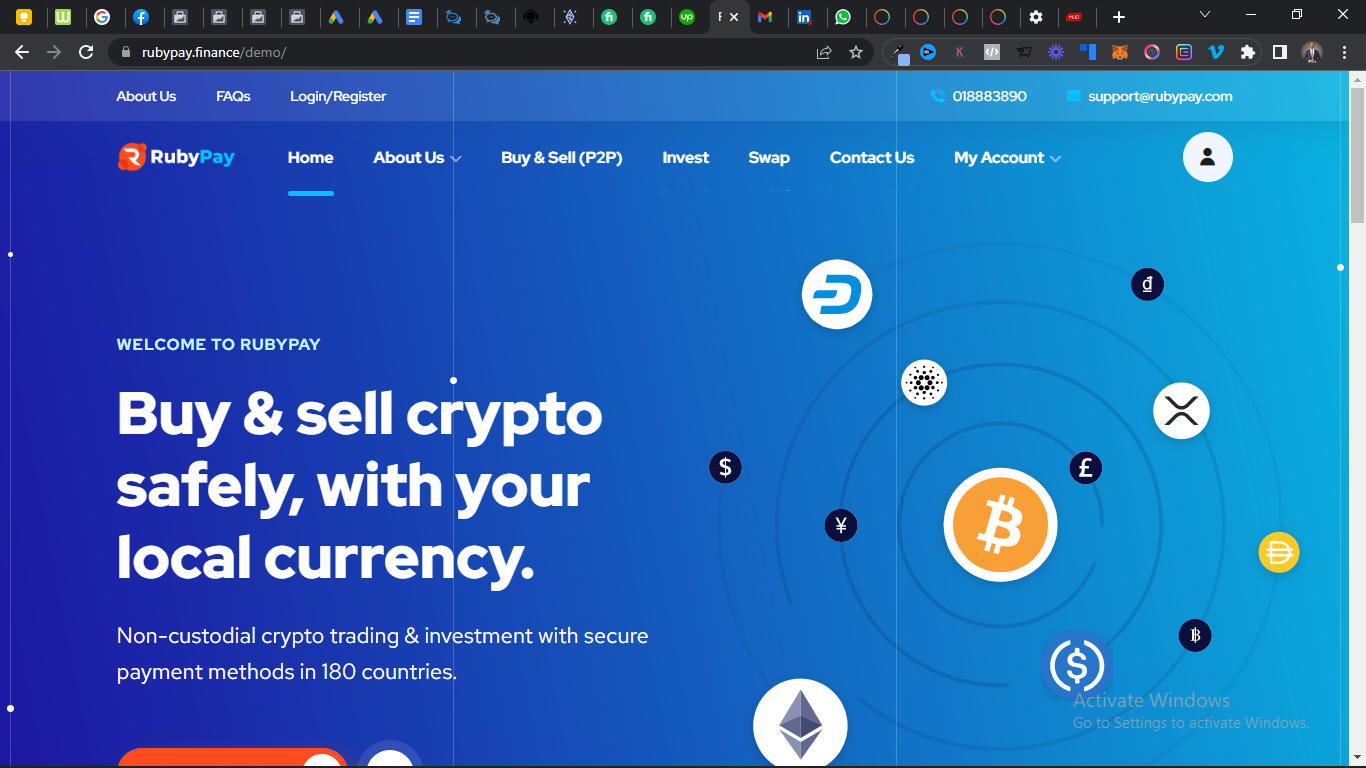 rubypay.finance/demo/
About Us FAQs Login/Register 018883890 support@rubypay.com
RubyPay Home About Us Buy & Sell (P2P) Invest Swap Contact Us My Account
WELCOME TO RUBYPAY
Buy & sell crypto
safely, with your
local currency.
Non-custodial crypto trading & investment with secure
payment methods in 180 countries.
Activate Windows
Go to Settings to activate Windows.